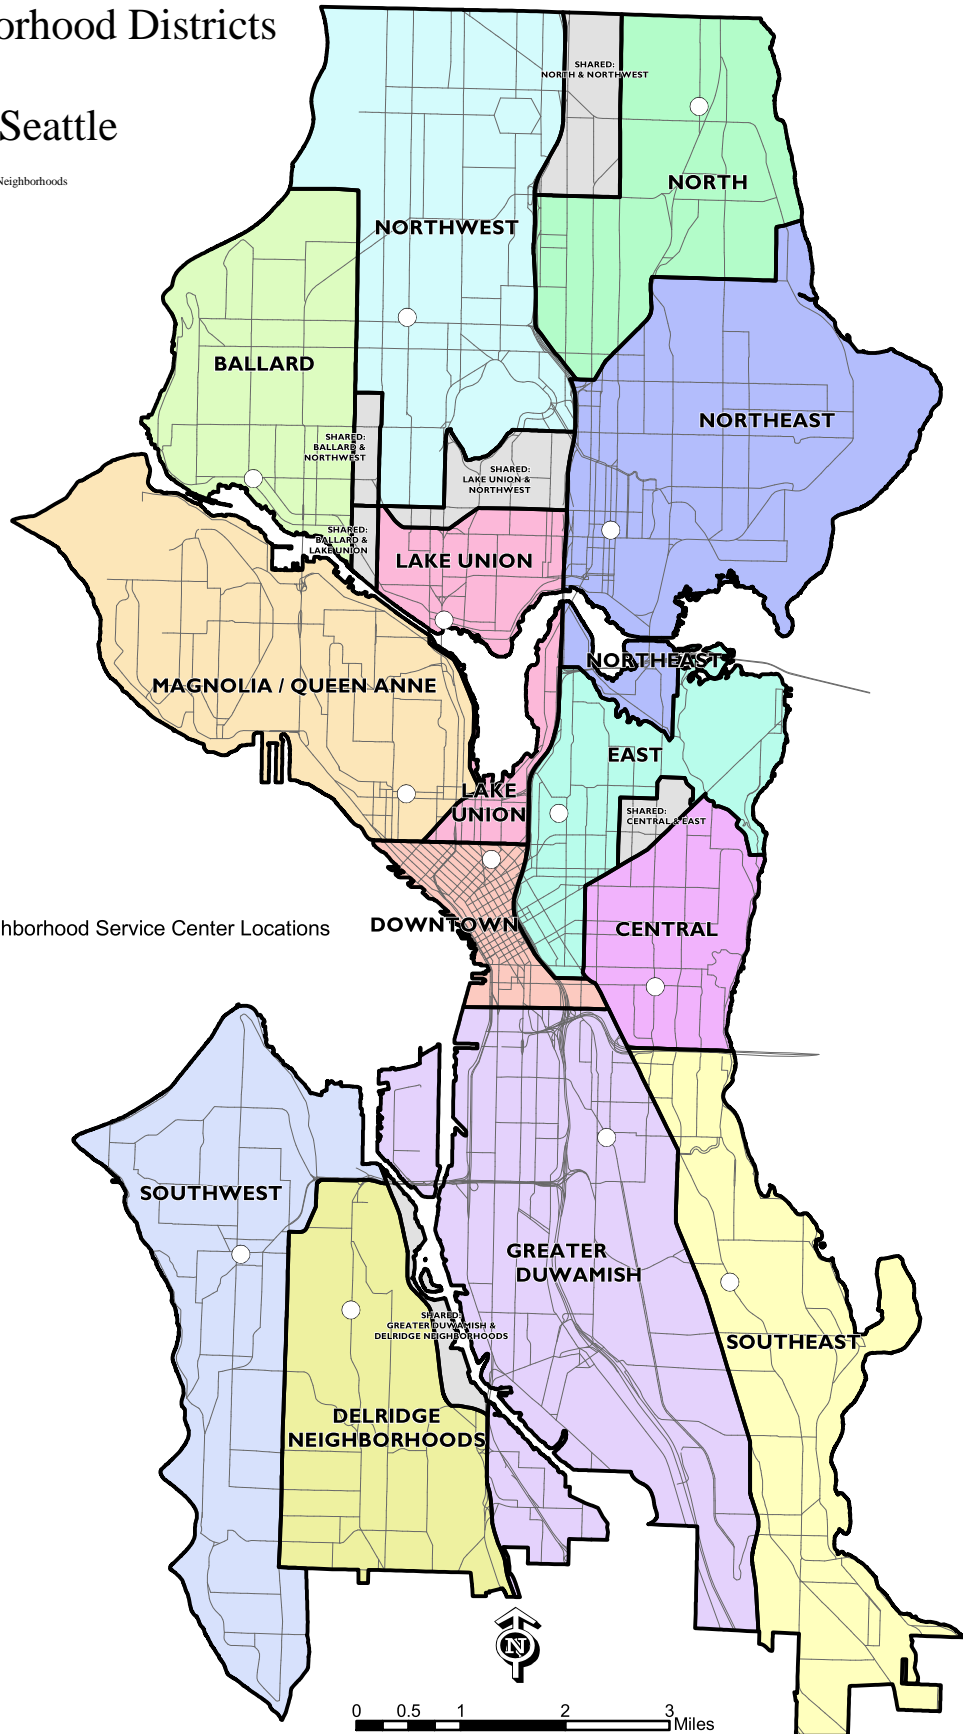 orhood Districts
Seattle
Neighborhoods
SHARED:
NORTH & NORTHWEST
NORTH
NORTHWEST
BALLARD
NORTHEAST
SHARED:
BALLARD &
NORTHWEST
SHARED:
LAKE UNION &
NORTHWEST
SHARED:
BALLARD &
LAKE UNION
LAKE UNION
NORTHEAST
MAGNOLIA / QUEEN ANNE
EAST
LAKE
UNION
SHARED:
CENTRAL & EAST
DOWNTOWN
CENTRAL
hborhood Service Center Locations
SOUTHWEST
GREATER
DUWAMISH
SHARED:
GREATER DUWAMISH &
DELRIDGE NEIGHBORHOODS
SOUTHEAST
DELRIDGE
NEIGHBORHOODS
N
0 0.5 1 2 3
Miles